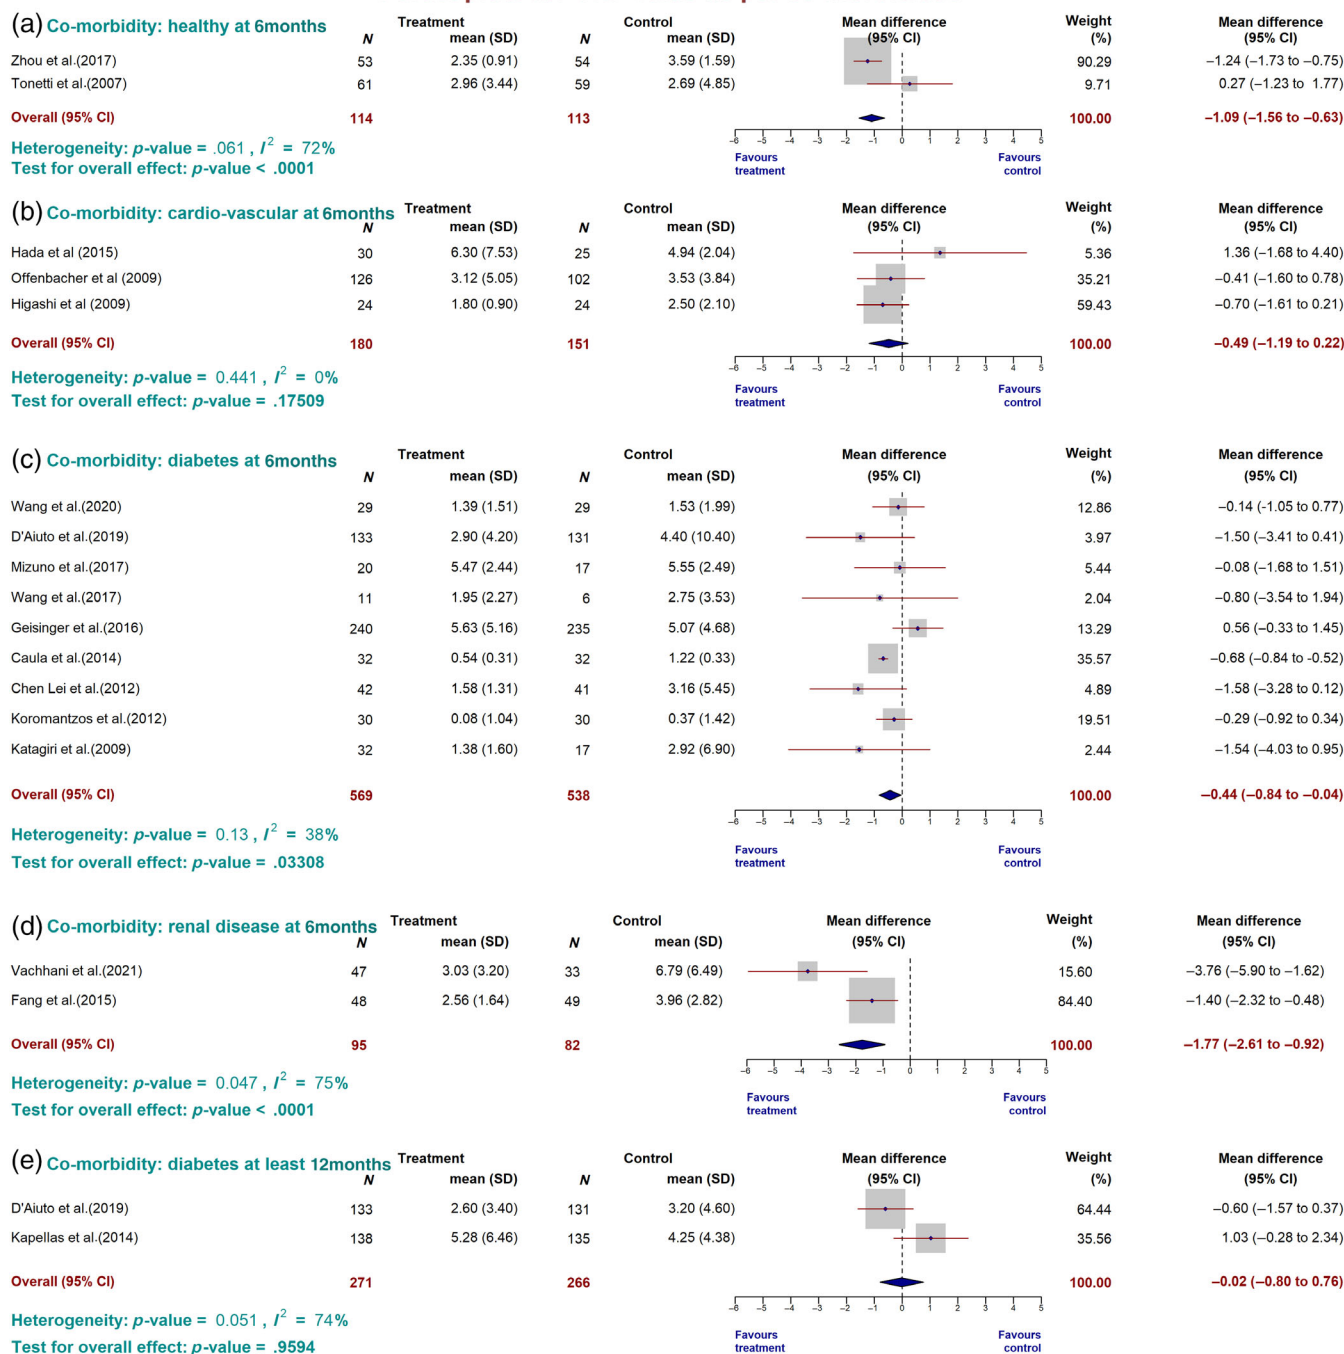 (a) Co-morbidity: healthy at 6months
Treatment Control Mean difference Weight Mean difference
N mean (SD) N mean (SD) (95% CI) (%) (95% CI)
Zhou et al.(2017) 53 2.35 (0.91) 54 3.59 (1.59) 90.29 −1.24 (−1.73 to −0.75)
Tonetti et al.(2007) 61 2.96 (3.44) 59 2.69 (4.85) 9.71 0.27 (−1.23 to 1.77)
Overall (95% CI) 114 113 100.00 −1.09 (−1.56 to −0.63)
−6 −5 −4 −3 −2 −1 0 1 2 3 4 5
Heterogeneity: p-value = .061 , I² = 72%
Test for overall effect: p-value < .0001
Favours treatment Favours control
(b) Co-morbidity: cardio-vascular at 6months
Treatment Control Mean difference Weight Mean difference
N mean (SD) N mean (SD) (95% CI) (%) (95% CI)
Hada et al (2015) 30 6.30 (7.53) 25 4.94 (2.04) 5.36 1.36 (−1.68 to 4.40)
Offenbacher et al (2009) 126 3.12 (5.05) 102 3.53 (3.84) 35.21 −0.41 (−1.60 to 0.78)
Higashi et al (2009) 24 1.80 (0.90) 24 2.50 (2.10) 59.43 −0.70 (−1.61 to 0.21)
Overall (95% CI) 180 151 100.00 −0.49 (−1.19 to 0.22)
−6 −5 −4 −3 −2 −1 0 1 2 3 4 5
Heterogeneity: p-value = 0.441 , I² = 0%
Test for overall effect: p-value = .17509
Favours treatment Favours control
(c) Co-morbidity: diabetes at 6months
Treatment Control Mean difference Weight Mean difference
N mean (SD) N mean (SD) (95% CI) (%) (95% CI)
Wang et al.(2020) 29 1.39 (1.51) 29 1.53 (1.99) 12.86 −0.14 (-1.05 to 0.77)
D'Aiuto et al.(2019) 133 2.90 (4.20) 131 4.40 (10.40) 3.97 −1.50 (−3.41 to 0.41)
Mizuno et al.(2017) 20 5.47 (2.44) 17 5.55 (2.49) 5.44 −0.08 (−1.68 to 1.51)
Wang et al.(2017) 11 1.95 (2.27) 6 2.75 (3.53) 2.04 −0.80 (−3.54 to 1.94)
Geisinger et al.(2016) 240 5.63 (5.16) 235 5.07 (4.68) 13.29 0.56 (−0.33 to 1.45)
Caula et al.(2014) 32 0.54 (0.31) 32 1.22 (0.33) 35.57 −0.68 (−0.84 to -0.52)
Chen Lei et al.(2012) 42 1.58 (1.31) 41 3.16 (5.45) 4.89 −1.58 (−3.28 to 0.12)
Koromantzos et al.(2012) 30 0.08 (1.04) 30 0.37 (1.42) 19.51 −0.29 (−0.92 to 0.34)
Katagiri et al.(2009) 32 1.38 (1.60) 17 2.92 (6.90) 2.44 −1.54 (−4.03 to 0.95)
Overall (95% CI) 569 538 100.00 −0.44 (−0.84 to −0.04)
−6 −5 −4 −3 −2 −1 0 1 2 3 4 5
Heterogeneity: p-value = 0.13 , I² = 38%
Test for overall effect: p-value = .03308
Favours treatment Favours control
(d) Co-morbidity: renal disease at 6months
Treatment Control Mean difference Weight Mean difference
N mean (SD) N mean (SD) (95% CI) (%) (95% CI)
Vachhani et al.(2021) 47 3.03 (3.20) 33 6.79 (6.49) 15.60 −3.76 (−5.90 to −1.62)
Fang et al.(2015) 48 2.56 (1.64) 49 3.96 (2.82) 84.40 −1.40 (−2.32 to −0.48)
Overall (95% CI) 95 82 100.00 −1.77 (−2.61 to −0.92)
−6 −5 −4 −3 −2 −1 0 1 2 3 4 5
Heterogeneity: p-value = 0.047 , I² = 75%
Test for overall effect: p-value < .0001
Favours treatment Favours control
(e) Co-morbidity: diabetes at least 12months
Treatment Control Mean difference Weight Mean difference
N mean (SD) N mean (SD) (95% CI) (%) (95% CI)
D'Aiuto et al.(2019) 133 2.60 (3.40) 131 3.20 (4.60) 64.44 −0.60 (−1.57 to 0.37)
Kapellas et al.(2014) 138 5.28 (6.46) 135 4.25 (4.38) 35.56 1.03 (−0.28 to 2.34)
Overall (95% CI) 271 266 100.00 −0.02 (−0.80 to 0.76)
−6 −5 −4 −3 −2 −1 0 1 2 3 4 5
Heterogeneity: p-value = 0.051 , I² = 74%
Test for overall effect: p-value = .9594
Favours treatment Favours control